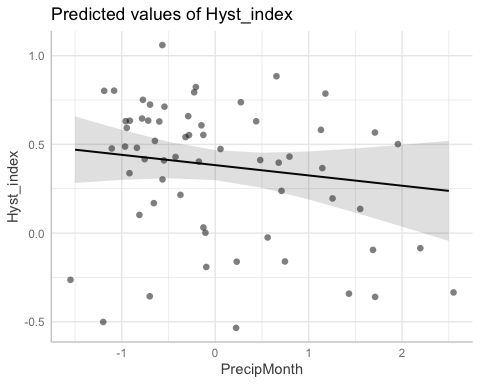 Predicted values of Hyst_index
1.0
0.5
0.0
-0.5
Hyst_index
-1
0
1
2
PrecipMonth